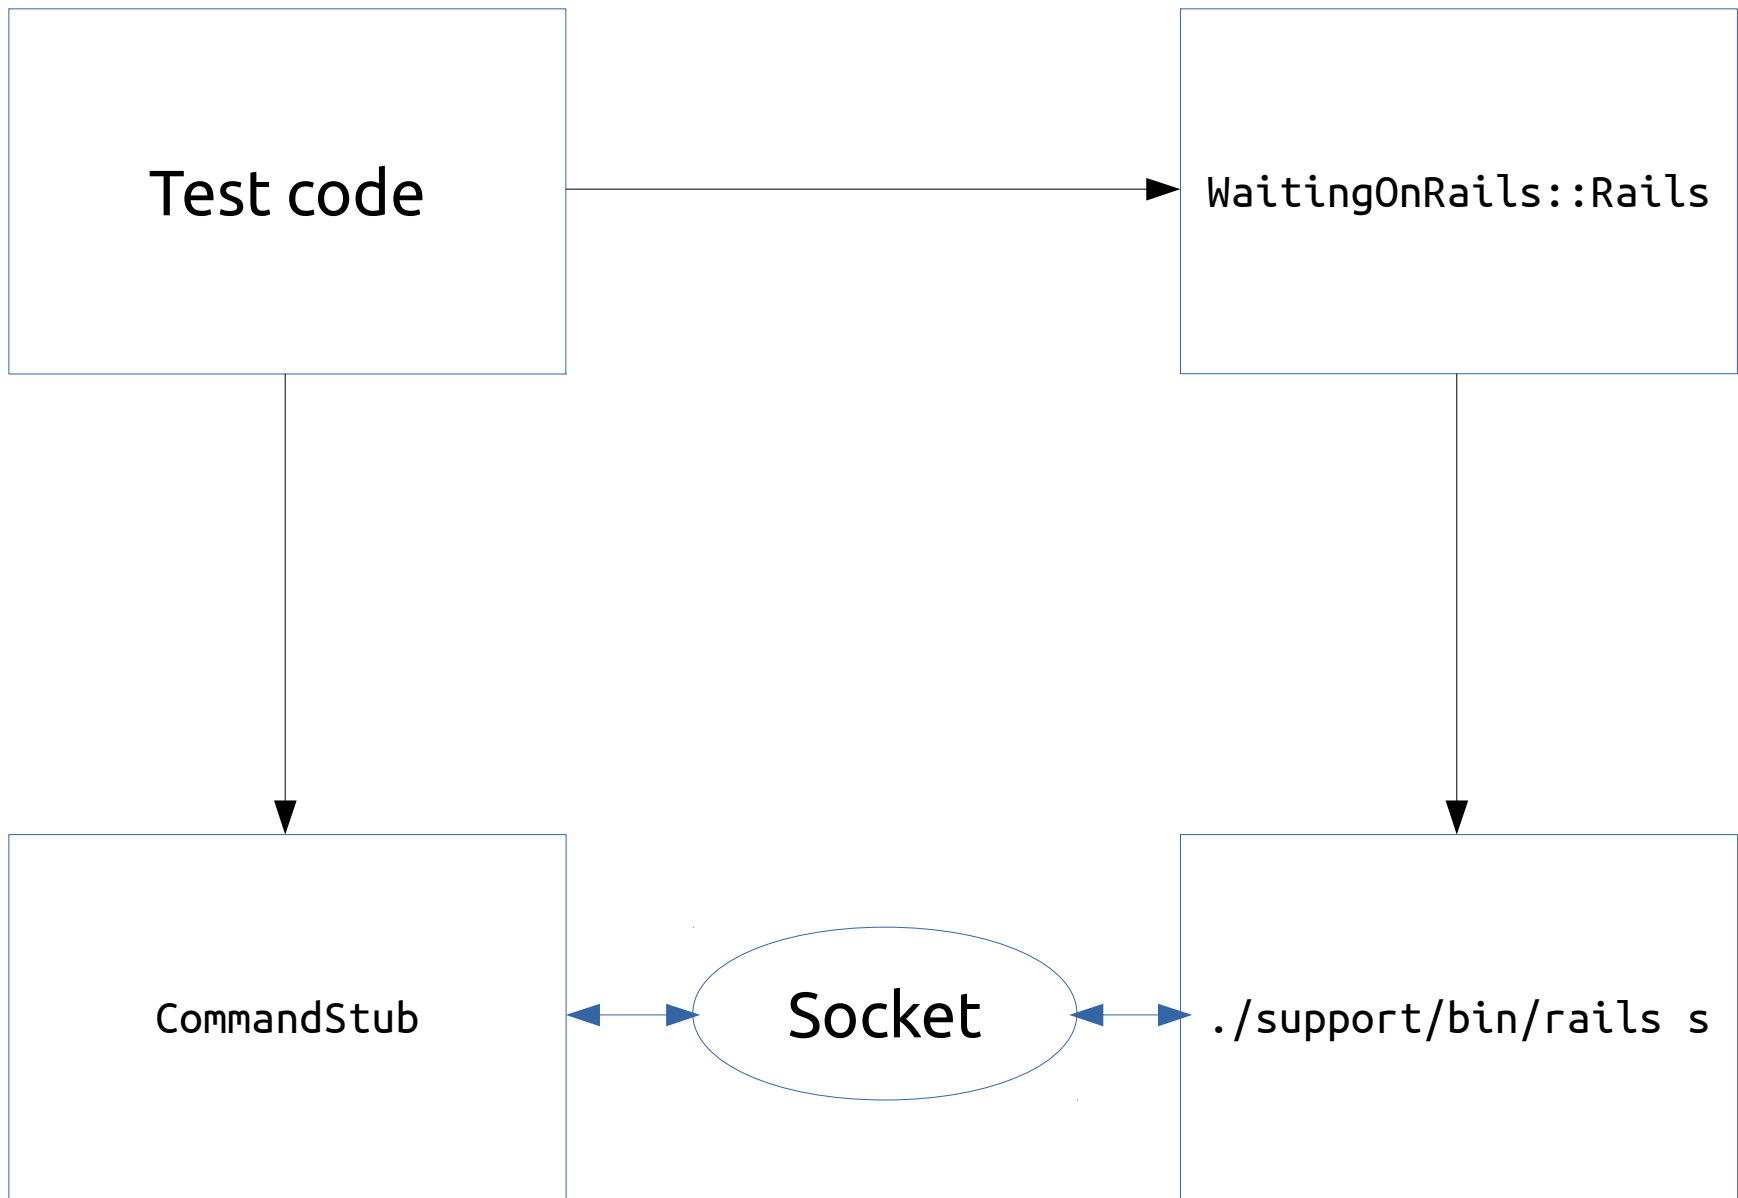 Test code
WaitingOnRails::Rails
CommandStub
Socket
./support/bin/rails s